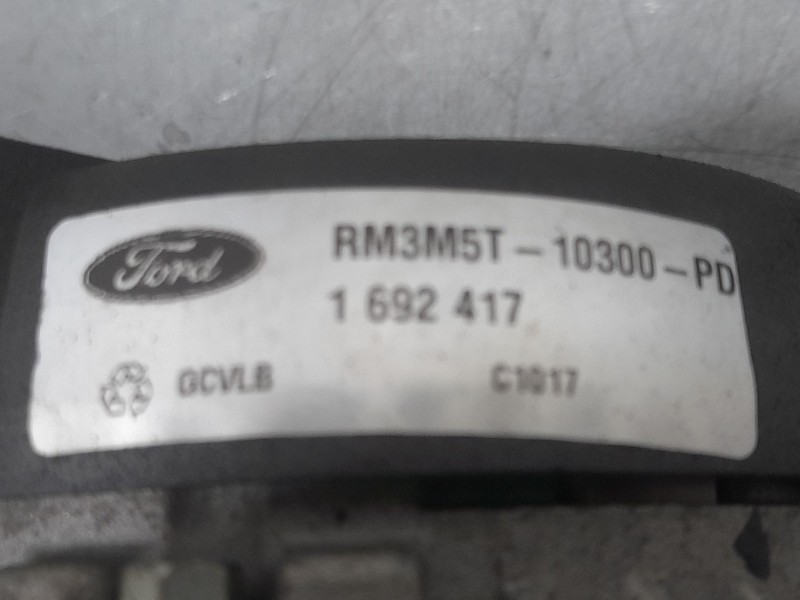 Ford
RM3M5T-10300-PD
1 692 417
GCVLB C1017